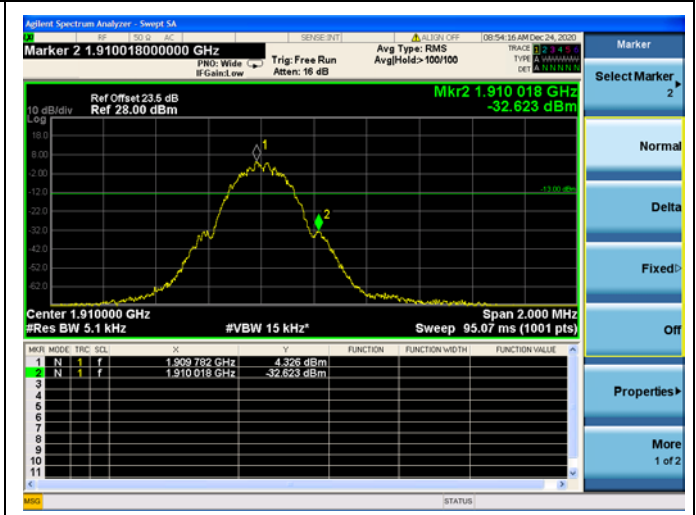 Agilent Spectrum Analyzer - Swept SA
RF 50 Ω AC SENSE:INT ALIGN OFF 08:54:16 AM Dec 24, 2020
Marker 2 1.910018000000 GHz
PNO: Wide
IFGain:Low
Trig: Free Run
Atten: 16 dB
Avg Type: RMS
Avg|Hold:>100/100
TRACE 1 2 3 4 5 6
TYPE A WWWWW
DET A N N N N N
Ref Offset 23.5 dB
10 dB/div Ref 28.00 dBm
Log
Mkr2 1.910 018 GHz
-32.623 dBm
18.0
8.00
-2.00
-12.0
-22.0
-32.0
-42.0
-52.0
-62.0
1
2
-13.00 dBm
Center 1.910000 GHz Span 2.000 MHz
#Res BW 5.1 kHz #VBW 15 kHz* Sweep 95.07 ms (1001 pts)
MKR MODE TRC SCL X Y FUNCTION FUNCTION WIDTH FUNCTION VALUE
1 N 1 f 1.909 782 GHz 4.326 dBm
2 N 1 f 1.910 018 GHz -32.623 dBm
3
4
5
6
7
8
9
10
11
MSG STATUS
Marker
Select Marker
2
Normal
Delta
Fixed
Off
Properties
More
1 of 2